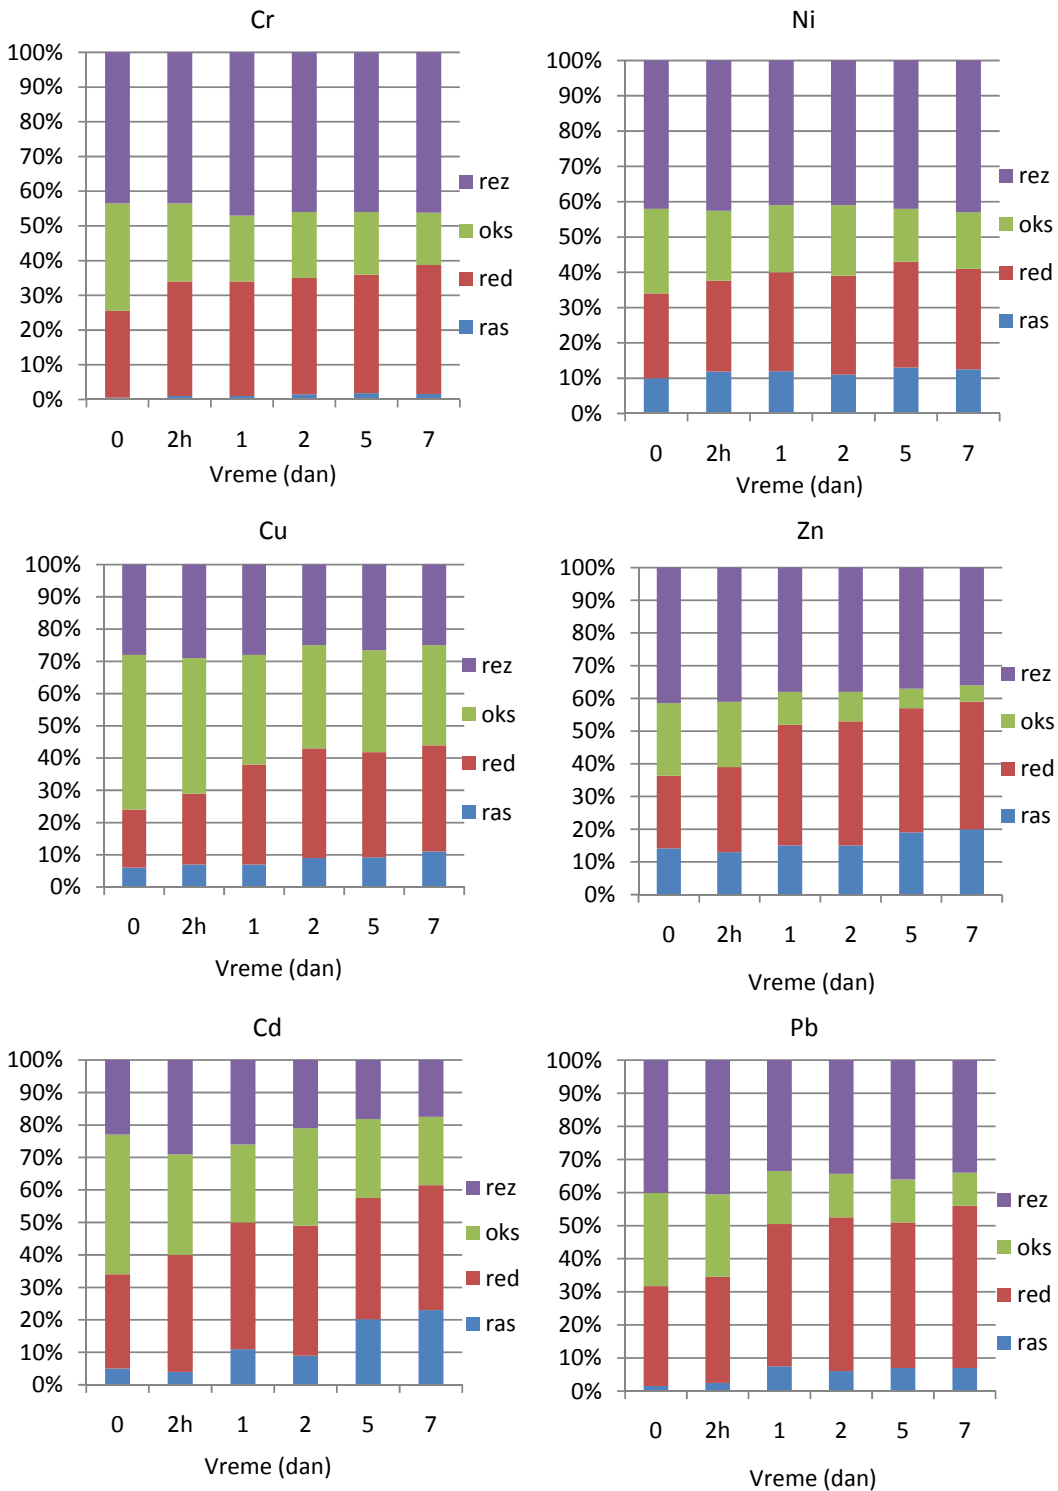 Cr
100%
90%
80%
70%
60%
50%
40%
30%
20%
10%
0%
0 2h 1 2 5 7
Vreme (dan)
rez
oks
red
ras
Ni
100%
90%
80%
70%
60%
50%
40%
30%
20%
10%
0%
0 2h 1 2 5 7
Vreme (dan)
rez
oks
red
ras
Cu
100%
90%
80%
70%
60%
50%
40%
30%
20%
10%
0%
0 2h 1 2 5 7
Vreme (dan)
rez
oks
red
ras
Zn
100%
90%
80%
70%
60%
50%
40%
30%
20%
10%
0%
0 2h 1 2 5 7
Vreme (dan)
rez
oks
red
ras
Cd
100%
90%
80%
70%
60%
50%
40%
30%
20%
10%
0%
0 2h 1 2 5 7
Vreme (dan)
rez
oks
red
ras
Pb
100%
90%
80%
70%
60%
50%
40%
30%
20%
10%
0%
0 2h 1 2 5 7
Vreme (dan)
rez
oks
red
ras